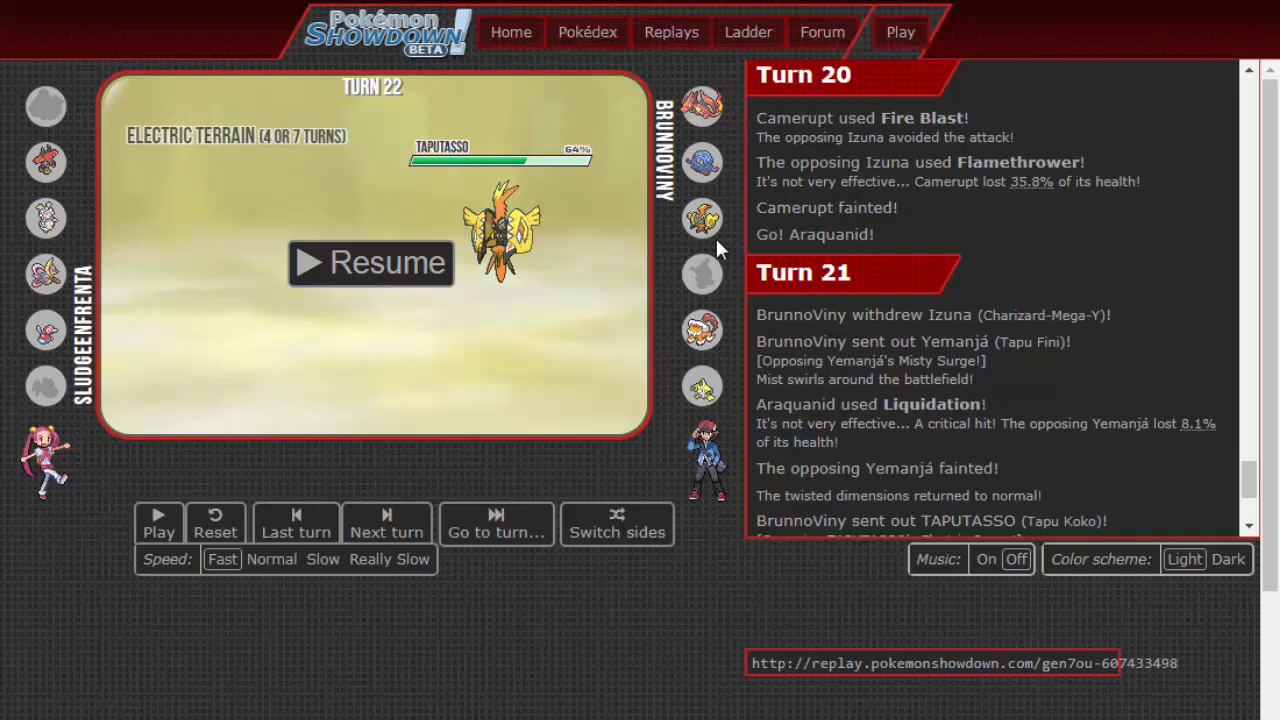 Pokémon
SHOWDOWN!
BETA
Home
Pokédex
Replays
Ladder
Forum
Play
TURN 22
ELECTRIC TERRAIN (4 OR 7 TURNS)
TAPUTASSO
64%
Resume
SLUDGEENFRENTA
BRUNNOVINY
Turn 20
Camerupt used Fire Blast!
The opposing Izuna avoided the attack!
The opposing Izuna used Flamethrower!
It's not very effective... Camerupt lost 35.8% of its health!
Camerupt fainted!
Go! Araquanid!
Turn 21
BrunnoViny withdrew Izuna (Charizard-Mega-Y)!
BrunnoViny sent out Yemanjá (Tapu Fini)!
[Opposing Yemanjá's Misty Surge!]
Mist swirls around the battlefield!
Araquanid used Liquidation!
It's not very effective... A critical hit! The opposing Yemanjá lost 8.1%
of its health!
The opposing Yemanjá fainted!
The twisted dimensions returned to normal!
BrunnoViny sent out TAPUTASSO (Tapu Koko)!
Play
Reset
Last turn
Next turn
Go to turn...
Switch sides
Speed: Fast Normal Slow Really Slow
Music: On Off
Color scheme: Light Dark
http://replay.pokemonshowdown.com/gen7ou-607433498